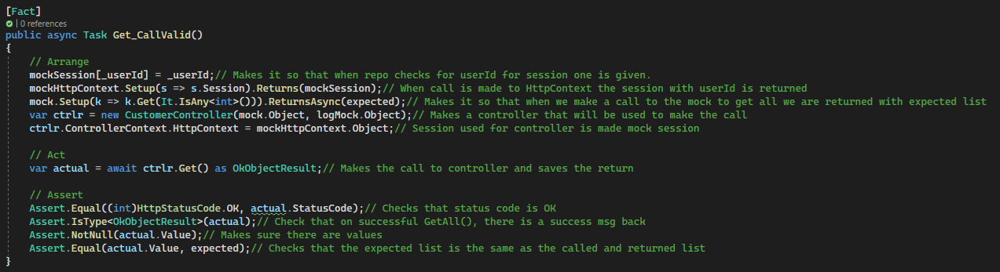 [Fact]
| 0 references
public async Task Get_CallValid()
{
// Arrange
mockSession[_userId] = _userId;// Makes it so that when repo checks for userId for session one is given.
mockHttpContext.Setup(s => s.Session).Returns(mockSession);// When call is made to HttpContext the session with userId is returned
mock.Setup(k => k.Get(It.IsAny<int>())).ReturnsAsync(expected);// Makes it so that when we make a call to the mock to get all we are returned with expected list
var ctrlr = new CustomerController(mock.Object, logMock.Object);// Makes a controller that will be used to make the call
ctrlr.ControllerContext.HttpContext = mockHttpContext.Object;// Session used for controller is made mock session
// Act
var actual = await ctrlr.Get() as OkObjectResult;// Makes the call to controller and saves the return
// Assert
Assert.Equal((int)HttpStatusCode.OK, actual.StatusCode);// Checks that status code is OK
Assert.IsType<OkObjectResult>(actual);// Check that on successful GetAll(), there is a success msg back
Assert.NotNull(actual.Value);// Makes sure there are values
Assert.Equal(actual.Value, expected);// Checks that the expected list is the same as the called and returned list
}